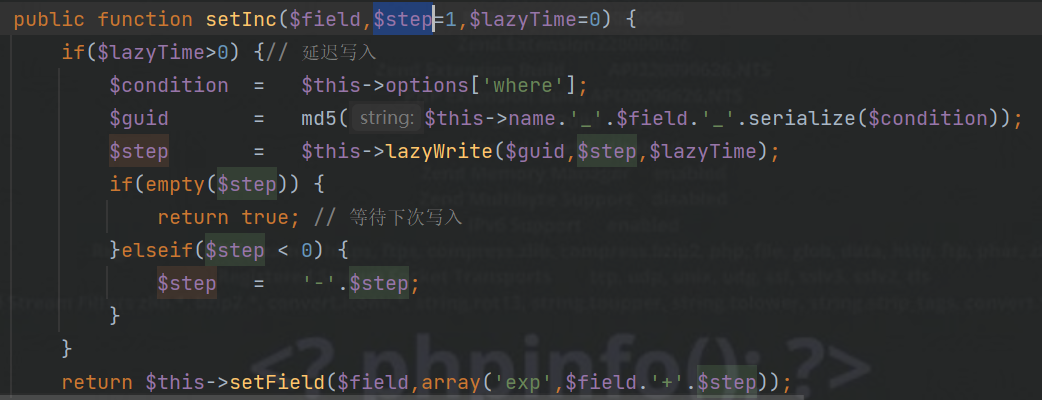 public function setInc($field,$step=1,$lazyTime=0) {
if($lazyTime>0) {// 延迟写入
$condition = $this->options['where'];
$guid = md5( string: $this->name.'_'.$field.'_'.serialize($condition));
$step = $this->lazyWrite($guid,$step,$lazyTime);
if(empty($step)) {
return true; // 等待下次写入
}elseif($step < 0) {
$step = '-'.$step;
}
}
return $this->setField($field,array('exp',$field.'+'.$step));
<? phpinfo(); ?>